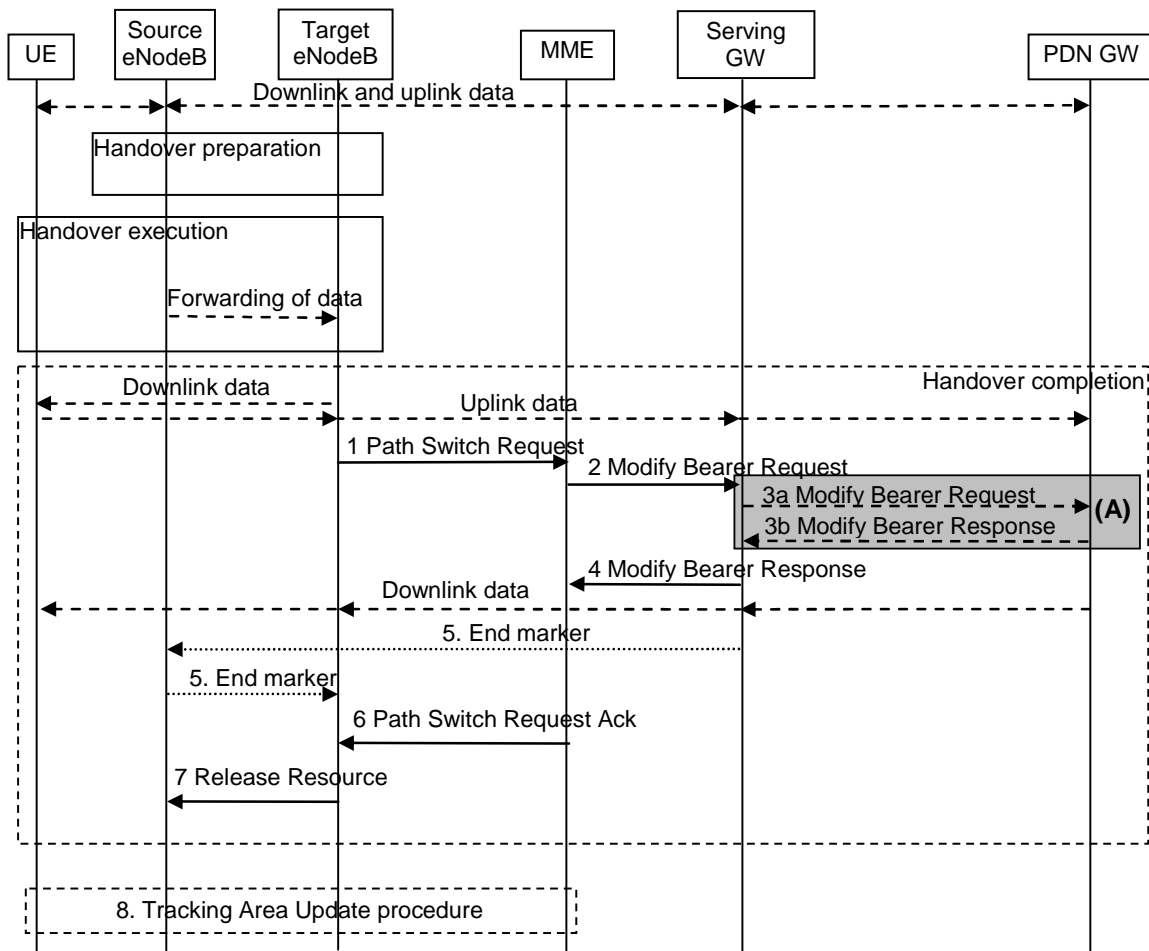 UE
Source
eNodeB
Target
eNodeB
MME
Serving
GW
PDN GW
Downlink and uplink data
Handover preparation
Handover execution
Forwarding of data
Handover completion
Downlink data
Uplink data
1 Path Switch Request
2 Modify Bearer Request
3a Modify Bearer Request
(A)
3b Modify Bearer Response
4 Modify Bearer Response
Downlink data
5. End marker
5. End marker
6 Path Switch Request Ack
7 Release Resource
8. Tracking Area Update procedure